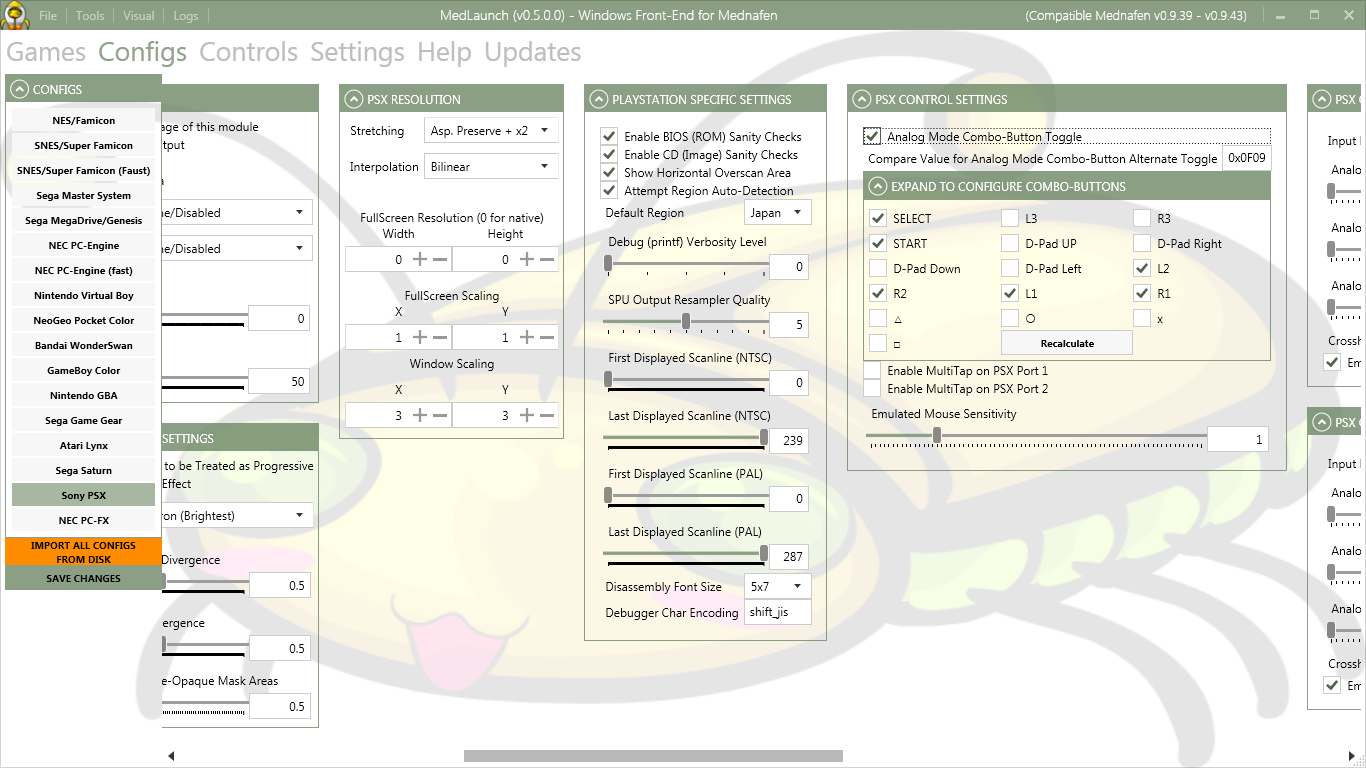 File Tools Visual Logs
MedLaunch (v0.5.0.0) - Windows Front-End for Mednafen
(Compatible Mednafen v0.9.39 - v0.9.43)
Games Configs Controls Settings Help Updates
CONFIGS
NES/Famicon
SNES/Super Famicon
SNES/Super Famicon (Faust)
Sega Master System
Sega MegaDrive/Genesis
NEC PC-Engine
NEC PC-Engine (fast)
Nintendo Virtual Boy
NeoGeo Pocket Color
Bandai WonderSwan
GameBoy Color
Nintendo GBA
Sega Game Gear
Atari Lynx
Sega Saturn
Sony PSX
NEC PC-FX
IMPORT ALL CONFIGS
FROM DISK
SAVE CHANGES
age of this module
tput
a
ne/Disabled
ne/Disabled
0
50
SETTINGS
to be Treated as Progressive
Effect
ron (Brightest)
Divergence
0.5
ergence
0.5
e-Opaque Mask Areas
0.5
PSX RESOLUTION
Stretching Asp. Preserve + x2
Interpolation Bilinear
FullScreen Resolution (0 for native)
Width Height
0 0
FullScreen Scaling
X Y
1 1
Window Scaling
X Y
3 3
PLAYSTATION SPECIFIC SETTINGS
Enable BIOS (ROM) Sanity Checks
Enable CD (Image) Sanity Checks
Show Horizontal Overscan Area
Attempt Region Auto-Detection
Default Region Japan
Debug (printf) Verbosity Level
0
SPU Output Resampler Quality
5
First Displayed Scanline (NTSC)
0
Last Displayed Scanline (NTSC)
239
First Displayed Scanline (PAL)
0
Last Displayed Scanline (PAL)
287
Disassembly Font Size 5x7
Debugger Char Encoding shift_jis
PSX CONTROL SETTINGS
Analog Mode Combo-Button Toggle
Compare Value for Analog Mode Combo-Button Alternate Toggle 0x0F09
EXPAND TO CONFIGURE COMBO-BUTTONS
SELECT L3 R3
START D-Pad UP D-Pad Right
D-Pad Down D-Pad Left L2
R2 L1 R1
△ ○ x
□ Recalculate
Enable MultiTap on PSX Port 1
Enable MultiTap on PSX Port 2
Emulated Mouse Sensitivity
1
PSX C
Input
Analo
Analo
Analo
Crossh
Em
PSX C
Input
Analo
Analo
Analo
Crossh
Em